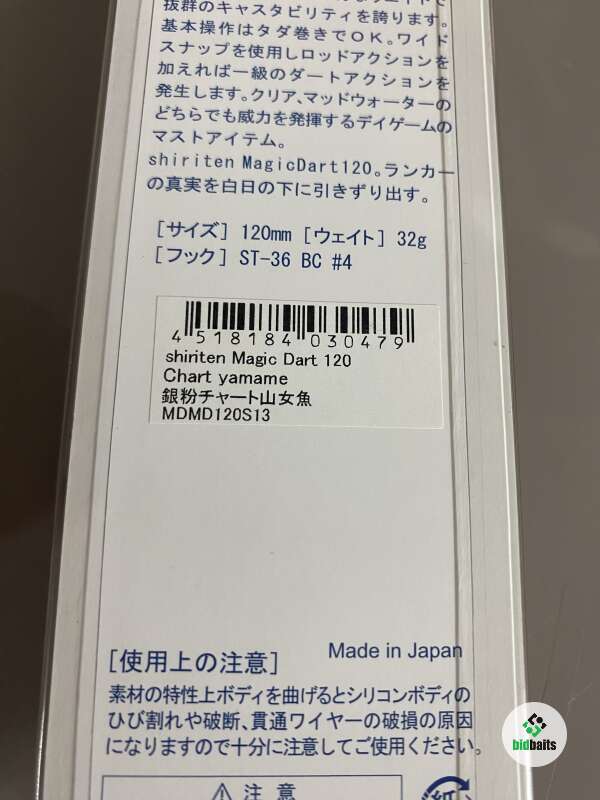 抜群のキャスタビリティを誇ります。
基本操作はタダ巻きでOK。ワイド
スナップを使用しロッドアクションを
加えれば一級のダートアクションを
発生します。クリア、マッドウォーターの
どちらでも威力を発揮するデイゲームの
マストアイテム。
shiriten MagicDart120。ランカー
の真実を白日の下に引きずり出す。
[サイズ] 120mm [ウェイト] 32g
[フック] ST-36 BC #4
4 518184 030479
shiriten Magic Dart 120
Chart yamame
銀粉チャート山女魚
MDMD120S13
Made in Japan
[使用上の注意]
素材の特性上ボディを曲げるとシリコンボディの
ひび割れや破断、貫通ワイヤーの破損の原因
になりますので十分に注意してご使用ください。
注意
紙
bidbaits